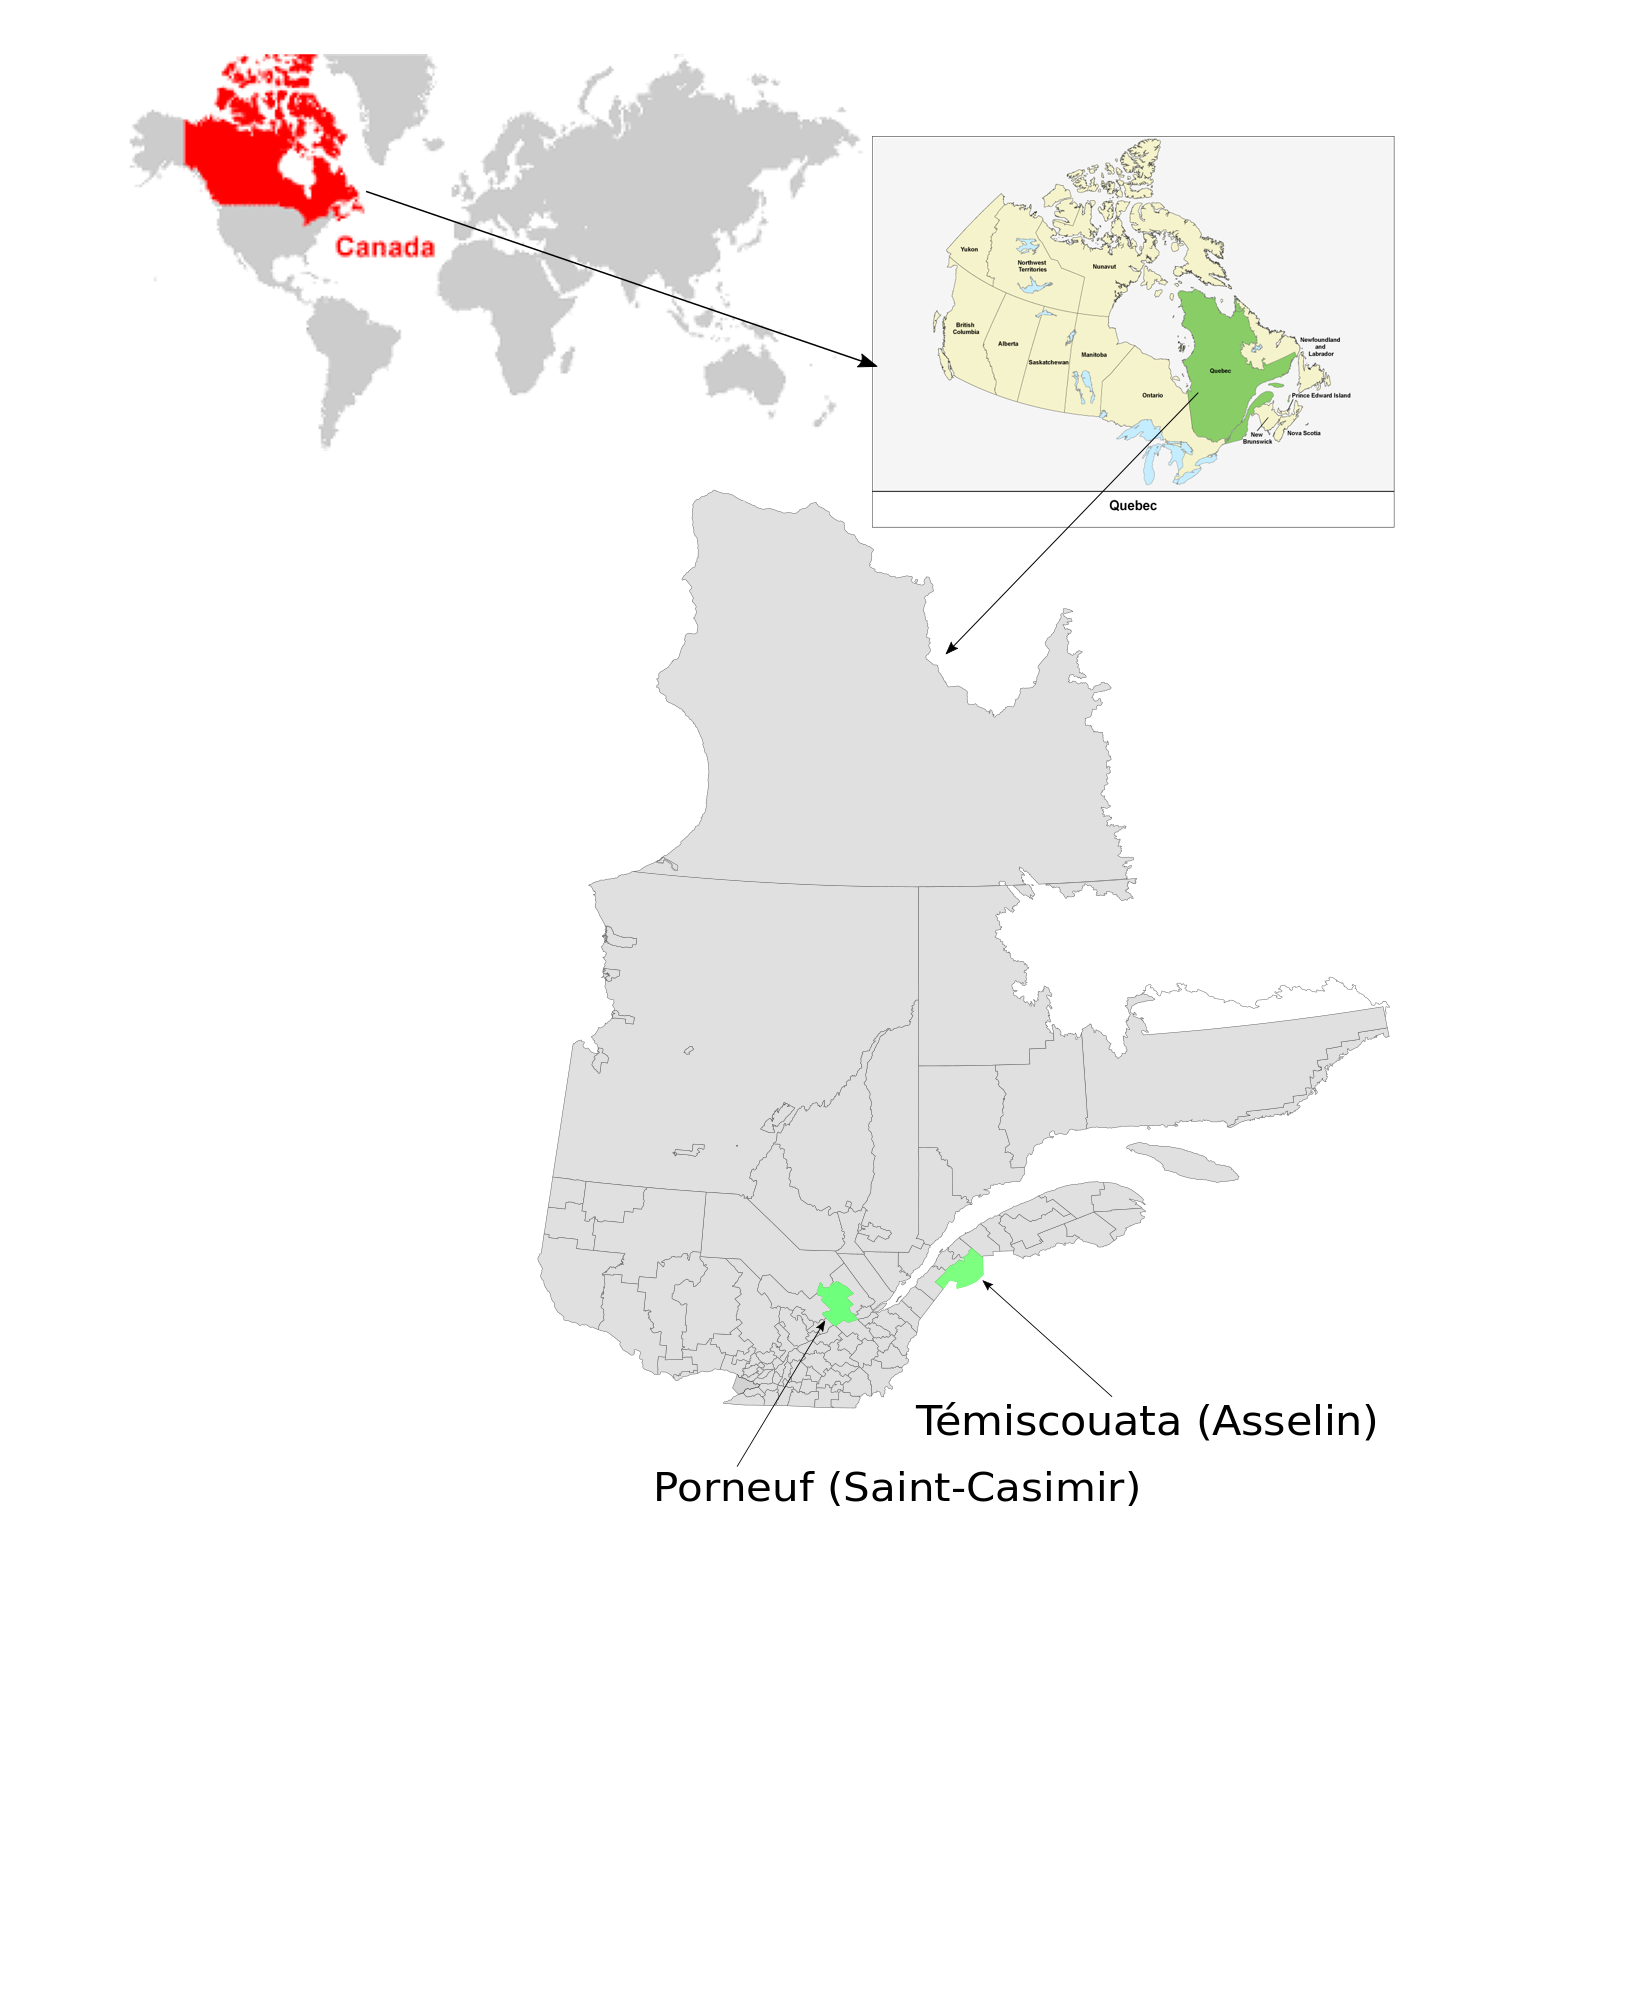 Canada
Yukon
Northwest
Territories
Nunavut
British
Columbia
Alberta
Saskatchewan
Manitoba
Ontario
Quebec
Newfoundland
and
Labrador
Prince Edward Island
New
Brunswick
Nova Scotia
Quebec
Témiscouata (Asselin)
Porneuf (Saint-Casimir)